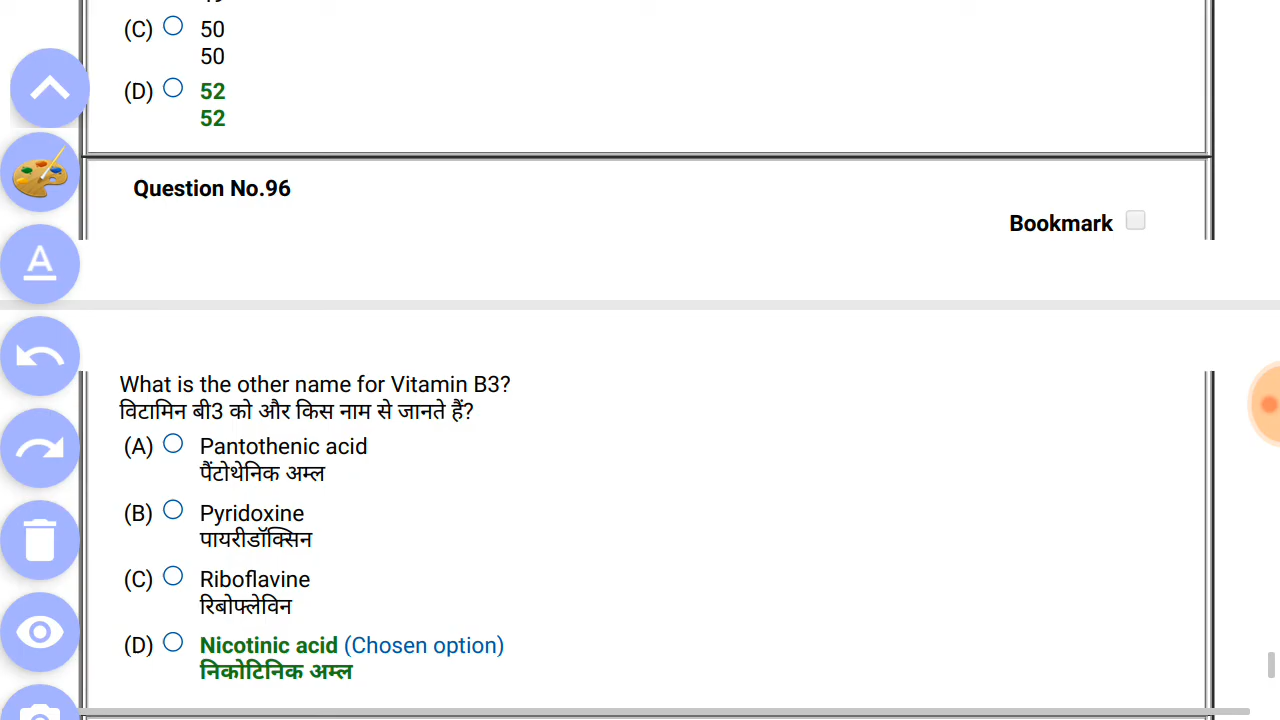 (C) 50
50
(D) 52
52
Question No.96
Bookmark
A
What is the other name for Vitamin B3?
विटामिन बी3 को और किस नाम से जानते हैं?
(A) Pantothenic acid
पैंटोथेनिक अम्ल
(B) Pyridoxine
पायरीडॉक्सिन
(C) Riboflavine
रिबोफ्लेविन
(D) Nicotinic acid (Chosen option)
निकोटिनिक अम्ल